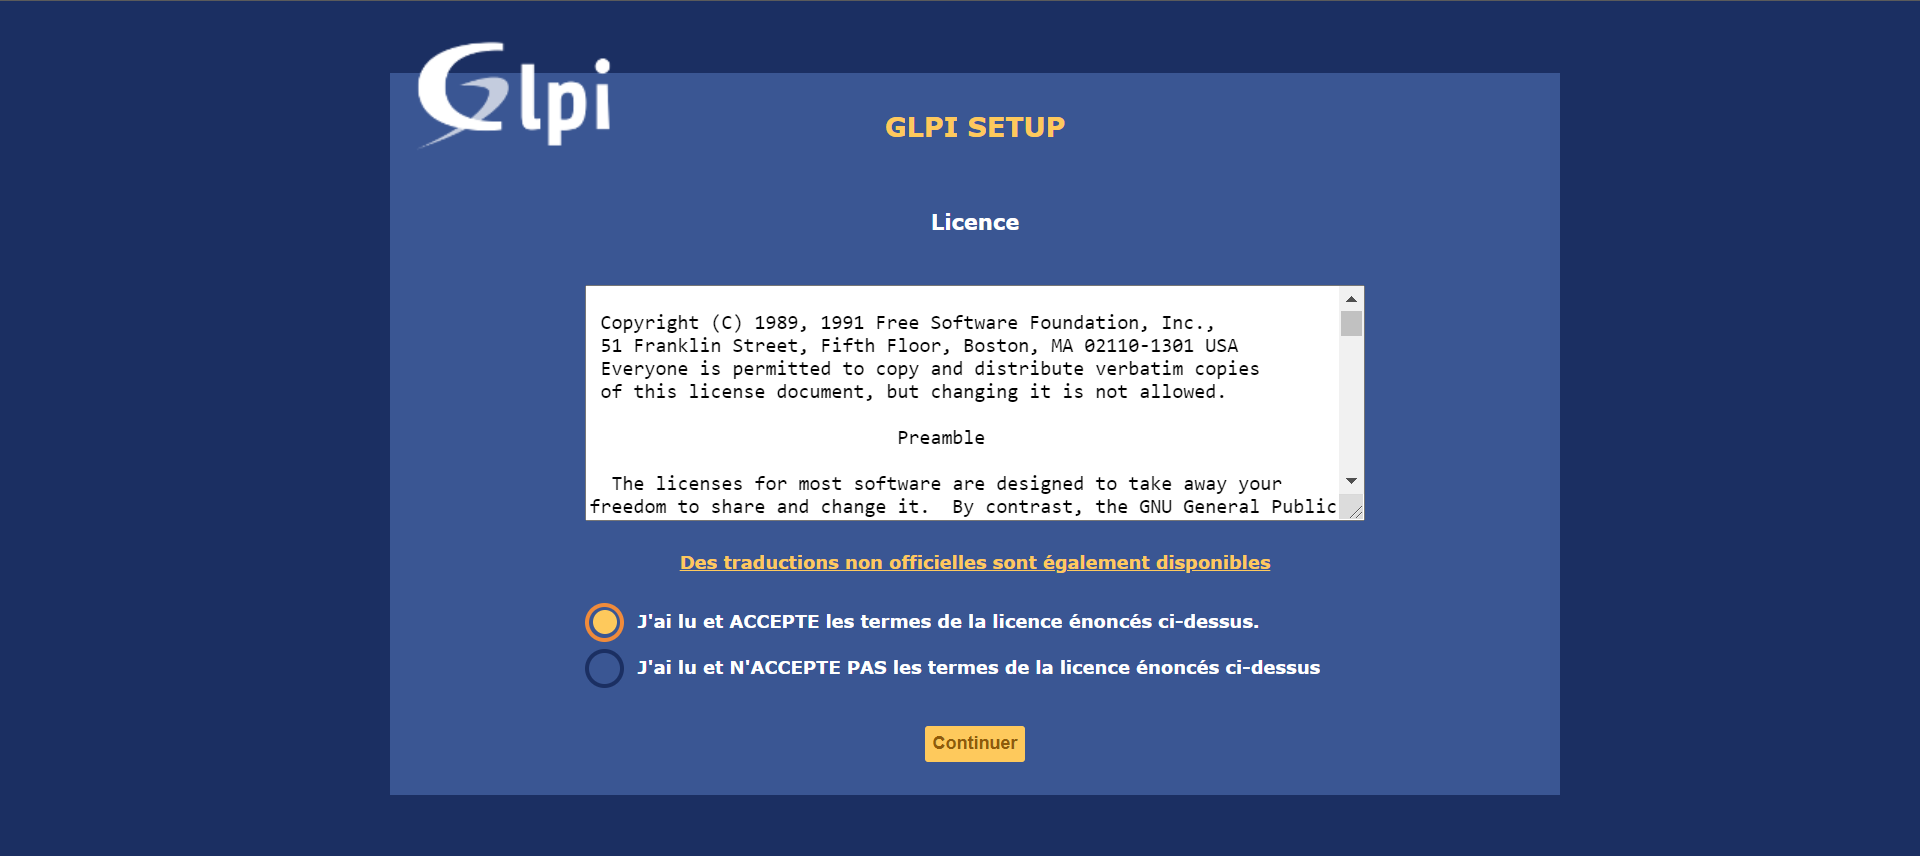 Glpi
GLPI SETUP
Licence
Copyright (C) 1989, 1991 Free Software Foundation, Inc.,
51 Franklin Street, Fifth Floor, Boston, MA 02110-1301 USA
Everyone is permitted to copy and distribute verbatim copies
of this license document, but changing it is not allowed.
Preamble
The licenses for most software are designed to take away your
freedom to share and change it.  By contrast, the GNU General Public
Des traductions non officielles sont également disponibles
J'ai lu et ACCEPTE les termes de la licence énoncés ci-dessus.
J'ai lu et N'ACCEPTE PAS les termes de la licence énoncés ci-dessus
Continuer